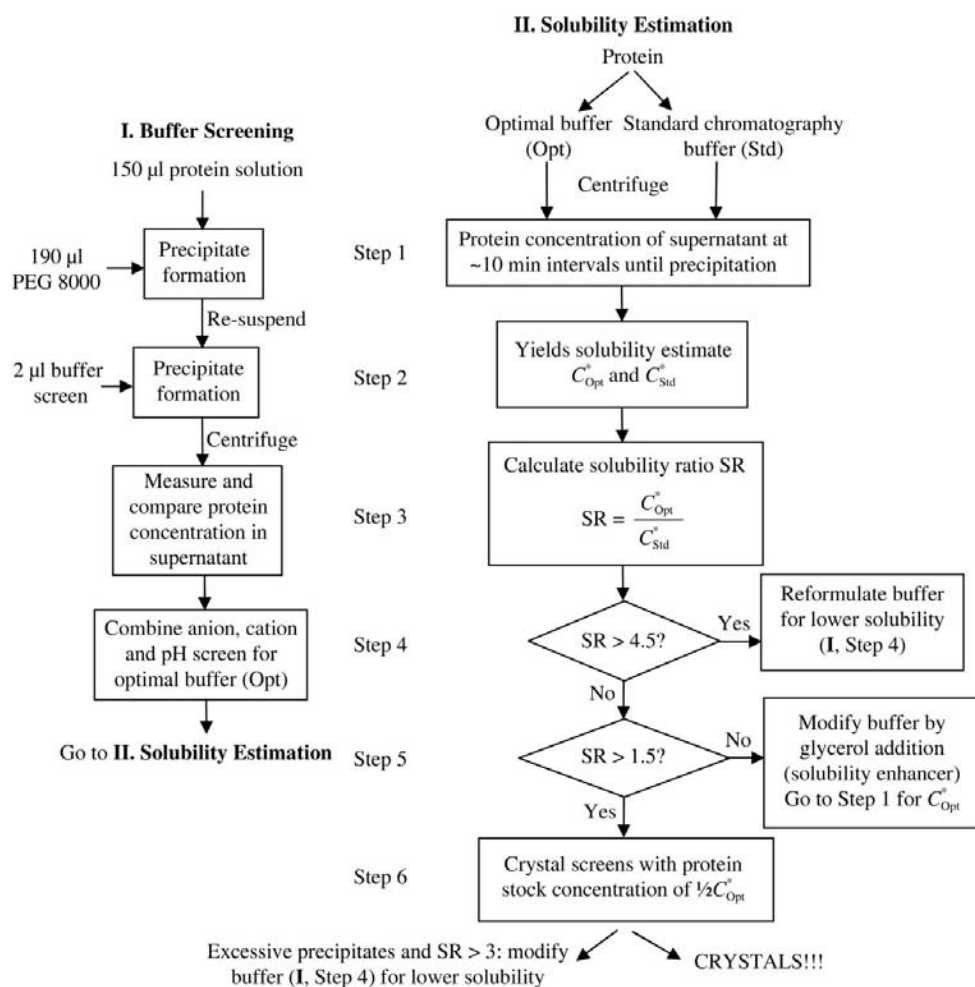 I. Buffer Screening
150 µl protein solution
190 µl
PEG 8000
Precipitate
formation
Re-suspend
2 µl buffer
screen
Precipitate
formation
Centrifuge
Measure and
compare protein
concentration in
supernatant
Combine anion, cation
and pH screen for
optimal buffer (Opt)
Go to II. Solubility Estimation
II. Solubility Estimation
Protein
Optimal buffer
(Opt)
Standard chromatography
buffer (Std)
Centrifuge
Step 1
Protein concentration of supernatant at
~10 min intervals until precipitation
Step 2
Yields solubility estimate
C*Opt and C*Std
Step 3
Calculate solubility ratio SR
SR = C*Opt / C*Std
Step 4
SR > 4.5?
Yes
Reformulate buffer
for lower solubility
(I, Step 4)
No
Step 5
SR > 1.5?
No
Modify buffer by
glycerol addition
(solubility enhancer)
Go to Step 1 for C*Opt
Yes
Step 6
Crystal screens with protein
stock concentration of ½C*Opt
Excessive precipitates and SR > 3: modify
buffer (I, Step 4) for lower solubility
CRYSTALS!!!